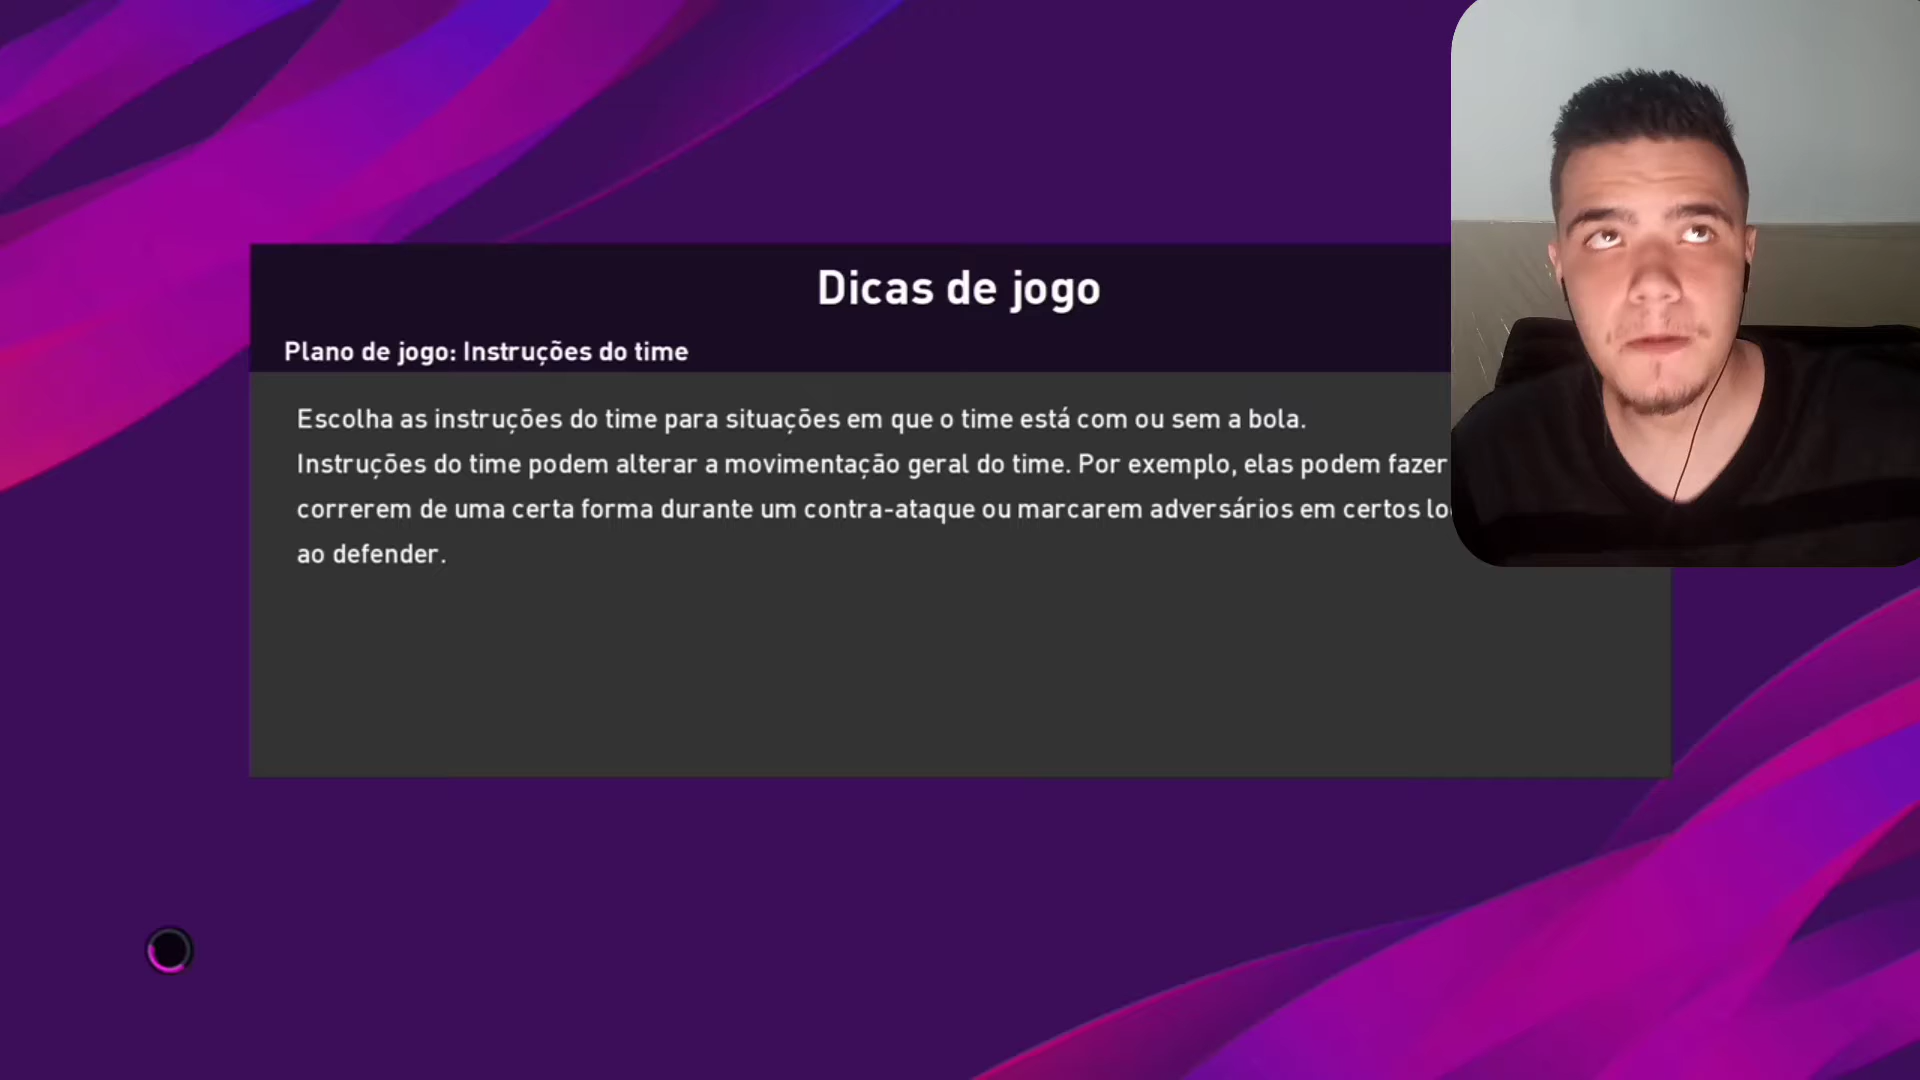 Dicas de jogo
Plano de jogo: Instruções do time
Escolha as instruções do time para situações em que o time está com ou sem a bola.
Instruções do time podem alterar a movimentação geral do time. Por exemplo, elas podem fazer
correrem de uma certa forma durante um contra-ataque ou marcarem adversários em certos
ao defender.